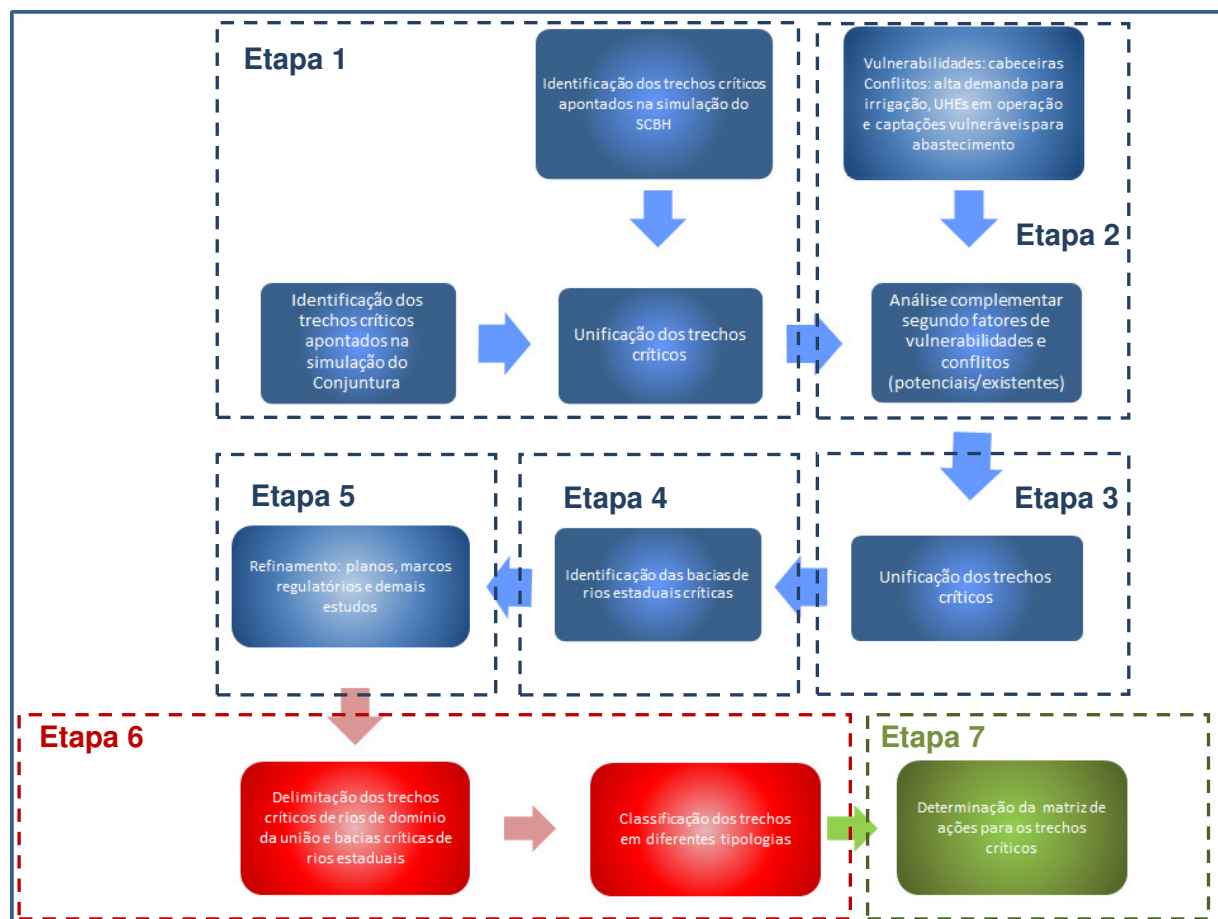 Etapa 1
Identificação dos trechos críticos
apontados na simulação do
SCBH
Identificação dos
trechos críticos
apontados na
simulação do
Conjuntura
Unificação dos trechos
críticos
Vulnerabilidades: cabeceiras
Conflitos: alta demanda para
irrigação, UHEs em operação
e captações vulneráveis para
abastecimento
Etapa 2
Análise complementar
segundo fatores de
vulnerabilidades e
conflitos
(potenciais/existentes)
Etapa 3
Unificação dos trechos
críticos
Etapa 4
Identificação das bacias de
rios estaduais críticas
Etapa 5
Refinamento: planos, marcos
regulatórios e demais
estudos
Etapa 6
Delimitação dos trechos
críticos de rios de domínio
da união e bacias críticas de
rios estaduais
Classificação dos trechos
em diferentes tipologias
Etapa 7
Determinação da matriz de
ações para os trechos
críticos